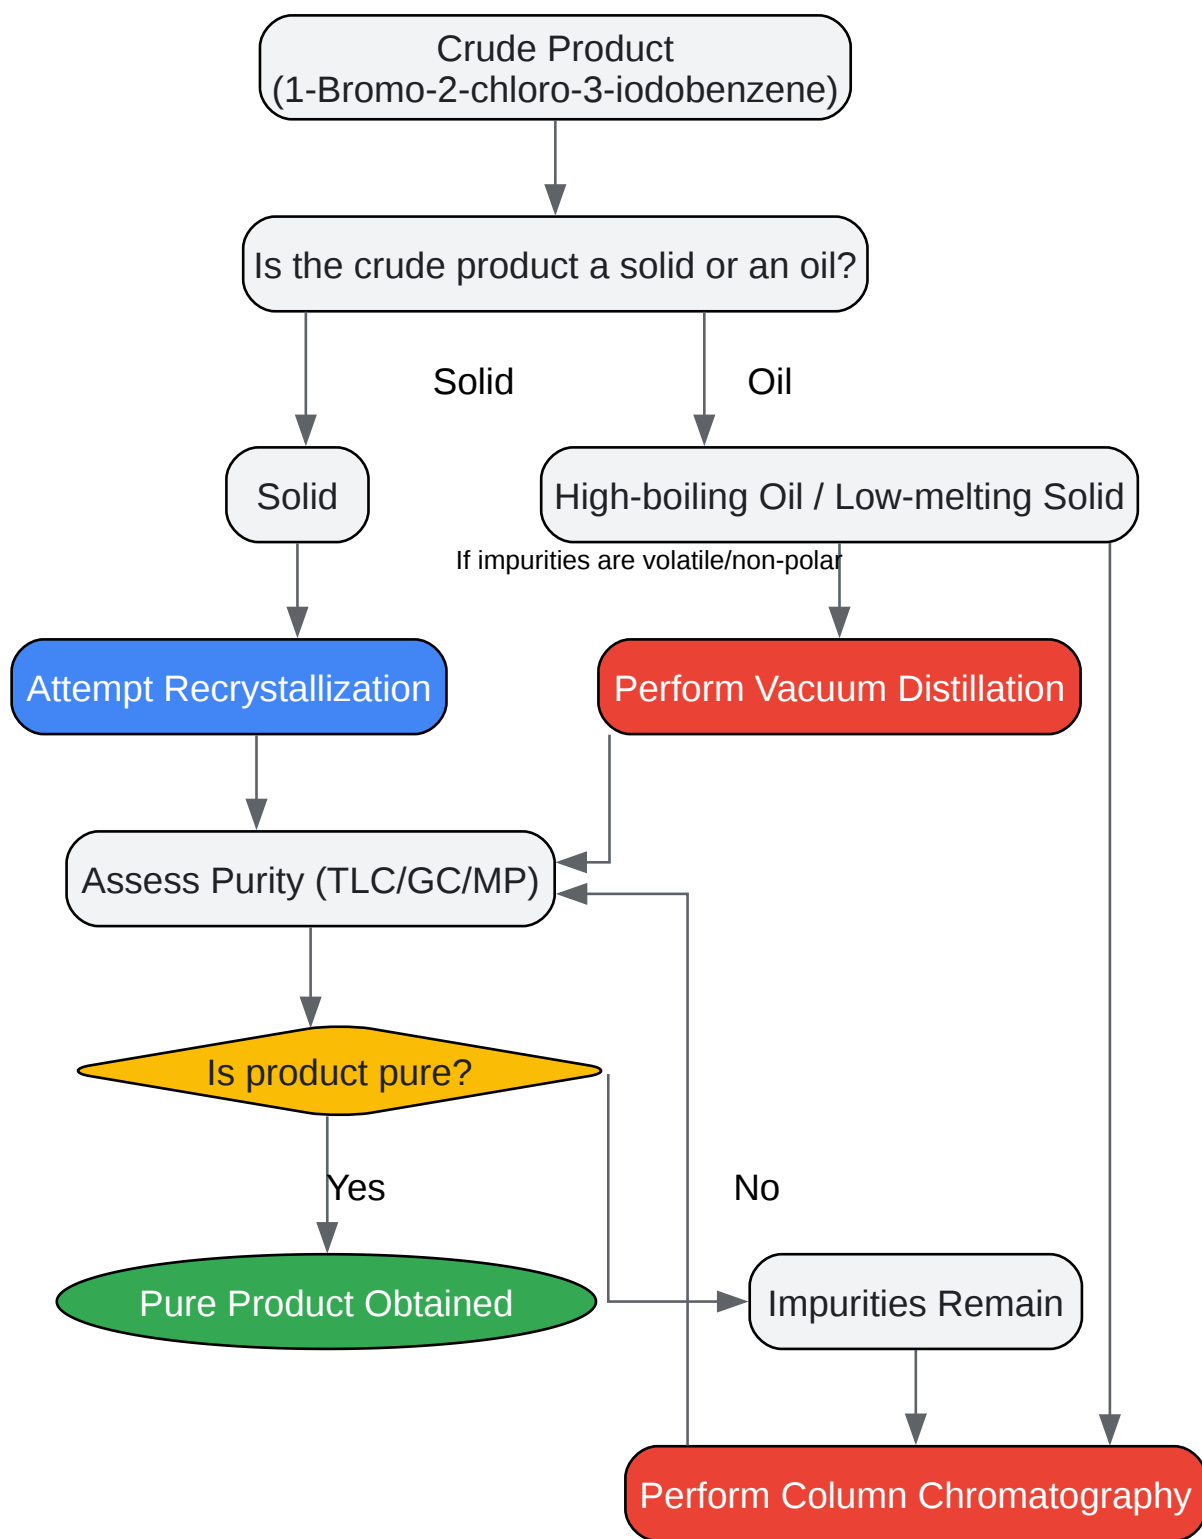 Crude Product
(1-Bromo-2-chloro-3-iodobenzene)
Is the crude product a solid or an oil?
Solid
Oil
Solid
High-boiling Oil / Low-melting Solid
If impurities are volatile/non-polar
Attempt Recrystallization
Perform Vacuum Distillation
Assess Purity (TLC/GC/MP)
Is product pure?
Yes
No
Pure Product Obtained
Impurities Remain
Perform Column Chromatography